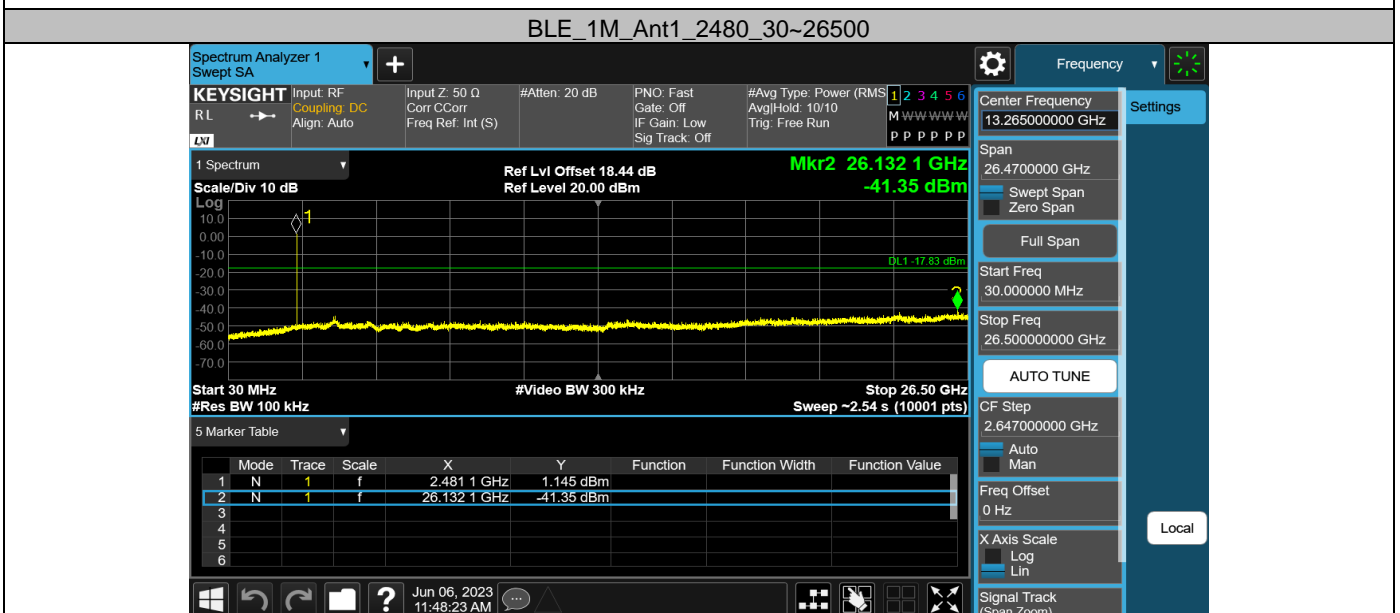 BLE_1M_Ant1_2480_30~26500
Spectrum Analyzer 1
Swept SA
Frequency
KEYSIGHT
R L
LXI
Input: RF
Coupling: DC
Align: Auto
Input Z: 50 Ω
Corr CCorr
Freq Ref: Int (S)
#Atten: 20 dB
PNO: Fast
Gate: Off
IF Gain: Low
Sig Track: Off
#Avg Type: Power (RMS
Avg|Hold: 10/10
Trig: Free Run
1 2 3 4 5 6
M W W W W W
P P P P P P
1 Spectrum
Scale/Div 10 dB
Ref Lvl Offset 18.44 dB
Ref Level 20.00 dBm
Mkr2 26.132 1 GHz
-41.35 dBm
Log
10.0
0.00
-10.0
-20.0
-30.0
-40.0
-50.0
-60.0
-70.0
1
DL1 -17.83 dBm
2
Start 30 MHz
#Video BW 300 kHz
Stop 26.50 GHz
#Res BW 100 kHz
Sweep ~2.54 s (10001 pts)
5 Marker Table
Mode Trace Scale X Y Function Function Width Function Value
1 N 1 f 2.481 1 GHz 1.145 dBm
2 N 1 f 26.132 1 GHz -41.35 dBm
3
4
5
6
?
Jun 06, 2023
11:48:23 AM
Center Frequency
13.265000000 GHz
Settings
Span
26.4700000 GHz
Swept Span
Zero Span
Full Span
Start Freq
30.000000 MHz
Stop Freq
26.500000000 GHz
AUTO TUNE
CF Step
2.647000000 GHz
Auto
Man
Freq Offset
0 Hz
Local
X Axis Scale
Log
Lin
Signal Track
(Span Zoom)